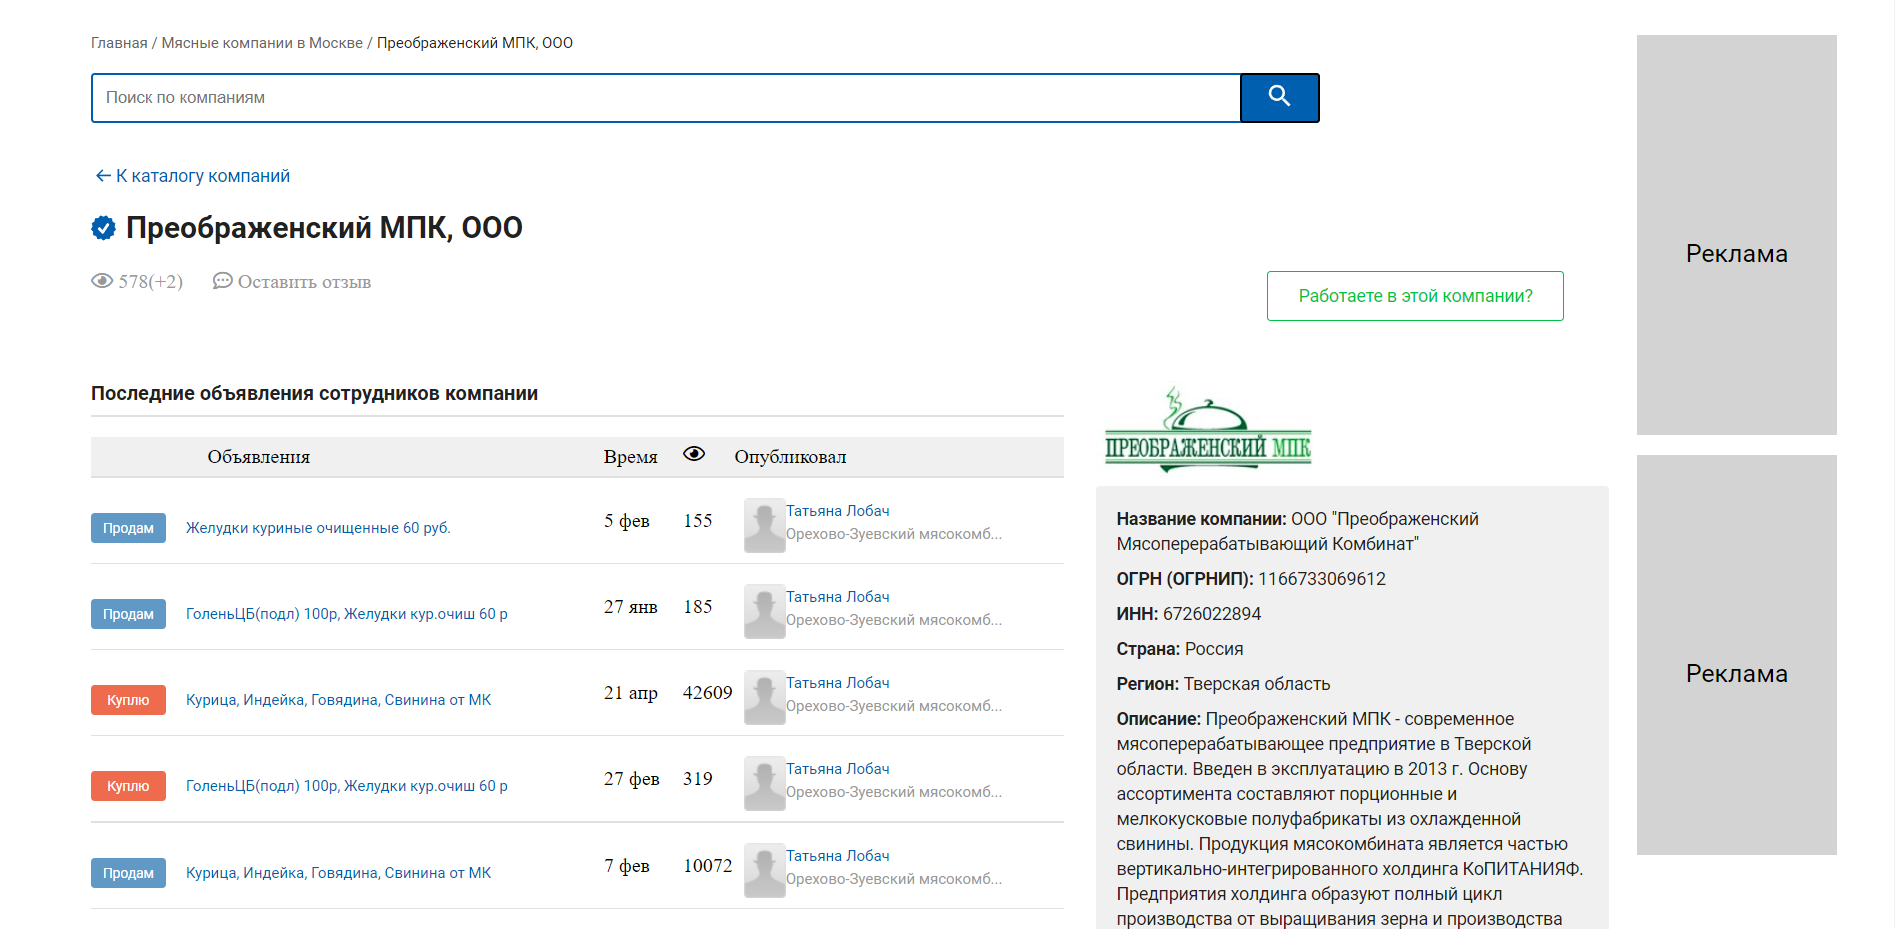 Главная / Мясные компании в Москве / Преображенский МПК, ООО
Поиск по компаниям
← К каталогу компаний
Преображенский МПК, ООО
578(+2) Оставить отзыв
Работаете в этой компании?
Последние объявления сотрудников компании
Объявления Время Опубликовал
Продам Желудки куриные очищенные 60 руб. 5 фев 155 Татьяна Лобач
Орехово-Зуевский мясокомб...
Продам ГоленьЦБ(подл) 100р, Желудки кур.очиш 60 р 27 янв 185 Татьяна Лобач
Орехово-Зуевский мясокомб...
Куплю Курица, Индейка, Говядина, Свинина от МК 21 апр 42609 Татьяна Лобач
Орехово-Зуевский мясокомб...
Куплю ГоленьЦБ(подл) 100р, Желудки кур.очиш 60 р 27 фев 319 Татьяна Лобач
Орехово-Зуевский мясокомб...
Продам Курица, Индейка, Говядина, Свинина от МК 7 фев 10072 Татьяна Лобач
Орехово-Зуевский мясокомб...
ПРЕОБРАЖЕНСКИЙ МПК
Название компании: ООО "Преображенский
Мясоперерабатывающий Комбинат"
ОГРН (ОГРНИП): 1166733069612
ИНН: 6726022894
Страна: Россия
Регион: Тверская область
Описание: Преображенский МПК - современное
мясоперерабатывающее предприятие в Тверской
области. Введен в эксплуатацию в 2013 г. Основу
ассортимента составляют порционные и
мелкокусковые полуфабрикаты из охлажденной
свинины. Продукция мясокомбината является частью
вертикально-интегрированного холдинга КоПИТАНИЯФ.
Предприятия холдинга образуют полный цикл
производства от выращивания зерна и производства
Реклама
Реклама